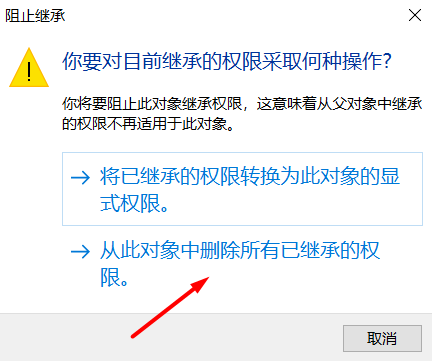 阻止继承
你要对目前继承的权限采取何种操作?
你将要阻止此对象继承权限，这意味着从父对象中继承
的权限不再适用于此对象。
将已继承的权限转换为此对象的显
式权限。
从此对象中删除所有已继承的权
限。
取消